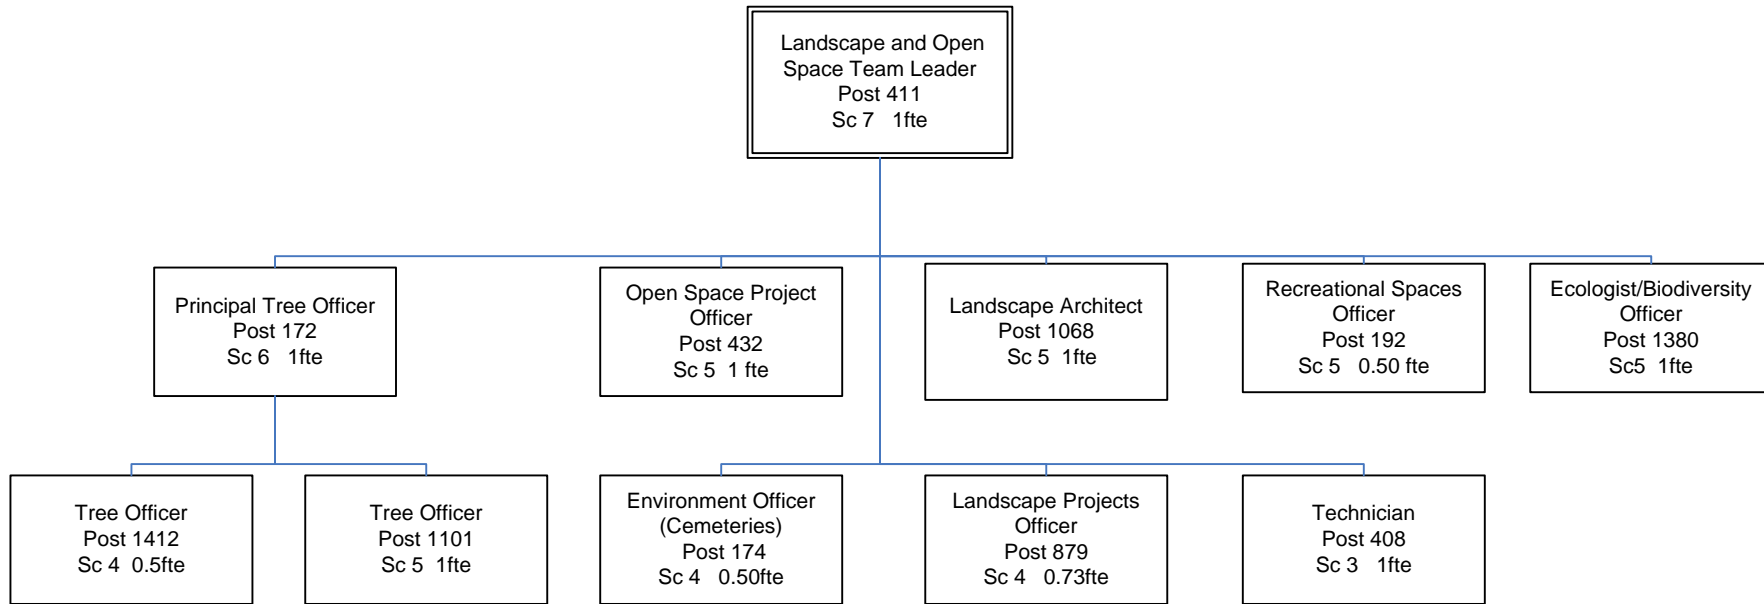 Landscape and Open
Space Team Leader
Post 411
Sc 7   1fte
Principal Tree Officer
Post 172
Sc 6   1fte
Open Space Project
Officer
Post 432
Sc 5   1 fte
Landscape Architect
Post 1068
Sc 5   1fte
Recreational Spaces
Officer
Post 192
Sc 5   0.50 fte
Ecologist/Biodiversity
Officer
Post 1380
Sc5   1fte
Tree Officer
Post 1412
Sc 4   0.5fte
Tree Officer
Post 1101
Sc 5   1fte
Environment Officer
(Cemeteries)
Post 174
Sc 4   0.50fte
Landscape Projects
Officer
Post 879
Sc 4   0.73fte
Technician
Post 408
Sc 3   1fte